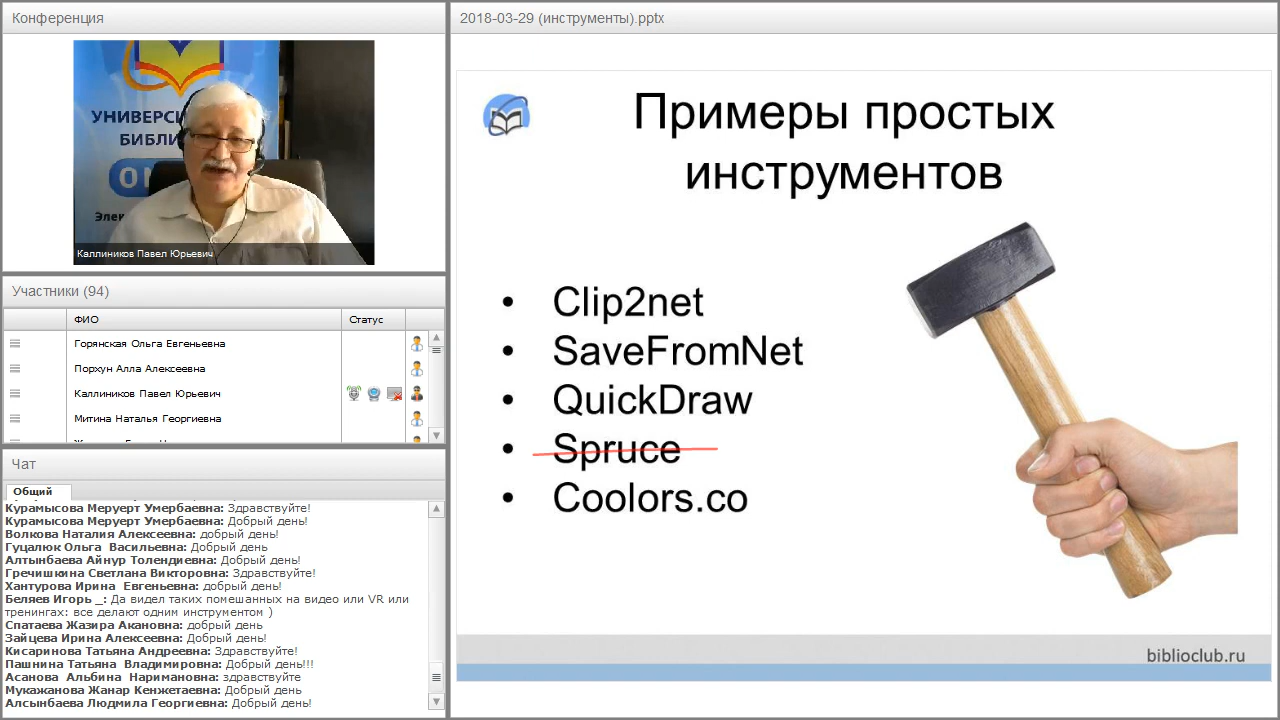 Конференция
УНИВЕРС
БИБЛИ
Элек
Каллиников Павел Юрьевич
Участники (94)
ФИО
Статус
Горянская Ольга Евгеньевна
Порхун Алла Алексеевна
Каллиников Павел Юрьевич
Митина Наталья Георгиевна
Чат
Общий
Курамысова Меруерт Умербаевна: Здравствуйте!
Курамысова Меруерт Умербаевна: Добрый день!
Волкова Наталия Алексеевна: добрый день!
Гуцалюк Ольга Васильевна: Добрый день
Алтынбаева Айнур Толендиевна: Добрый день!
Гречишкина Светлана Викторовна: Здравствуйте!
Хантурова Ирина Евгеньевна: добрый день!
Беляев Игорь _: Да видел таких помешанных на видео или VR или
тренингах: все делают одним инструментом )
Спатаева Жазира Акановна: добрый день
Зайцева Ирина Алексеевна: Добрый день!
Кисаринова Татьяна Андреевна: Здравствуйте!
Пашнина Татьяна Владимировна: Добрый день!!!
Асанова Альбина Наримановна: здравствуйте
Мукажанова Жанар Кенжетаевна: Добрый день
Алсынбаева Людмила Георгиевна: Добрый день!
2018-03-29 (инструменты).pptx
Примеры простых
инструментов
• Clip2net
• SaveFromNet
• QuickDraw
• Spruce
• Coolors.co
biblioclub.ru